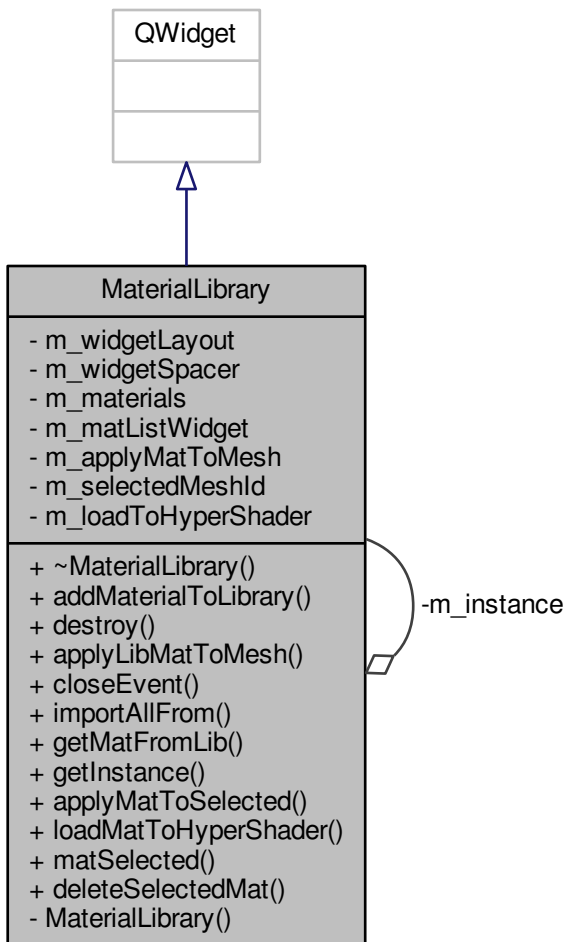 QWidget
MaterialLibrary
- m_widgetLayout
- m_widgetSpacer
- m_materials
- m_matListWidget
- m_applyMatToMesh
- m_selectedMeshId
- m_loadToHyperShader
+ ~MaterialLibrary()
+ addMaterialToLibrary()
+ destroy()
+ applyLibMatToMesh()
+ closeEvent()
+ importAllFrom()
+ getMatFromLib()
+ getInstance()
+ applyMatToSelected()
+ loadMatToHyperShader()
+ matSelected()
+ deleteSelectedMat()
- MaterialLibrary()
-m_instance